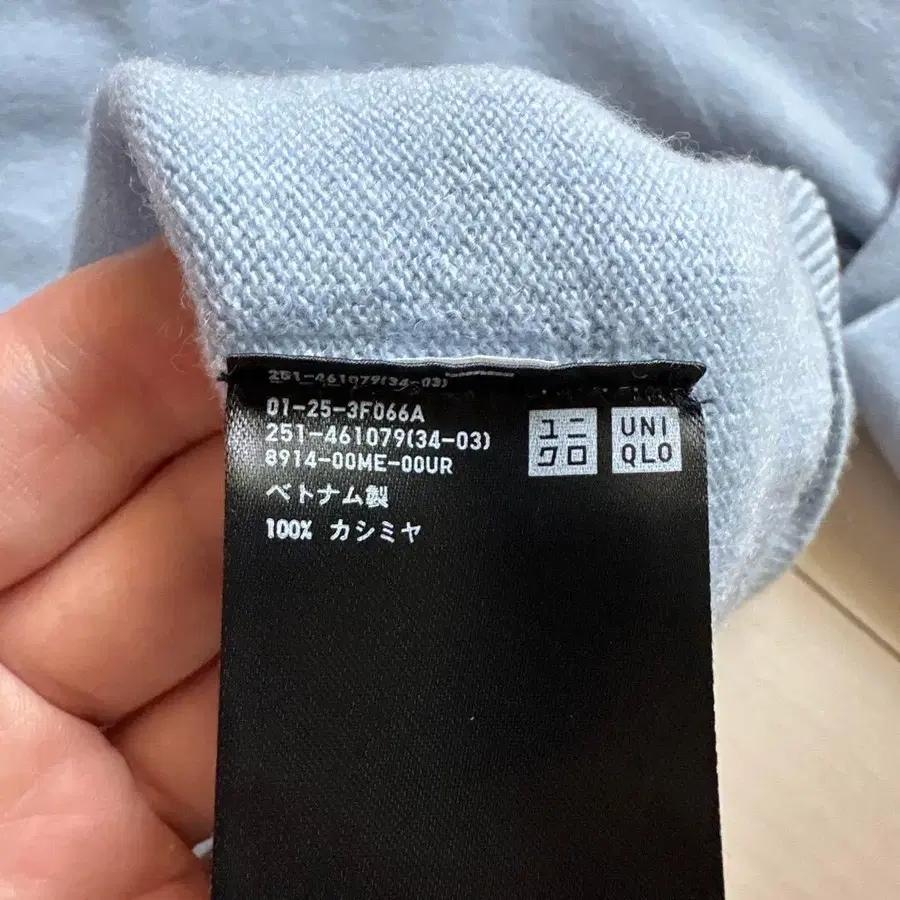 251-461079(34-03)
01-25-3F066A
251-461079(34-03)
8914-00ME-00UR
ベトナム製
100% カシミヤ
ユニ
クロ
UNI
QLO